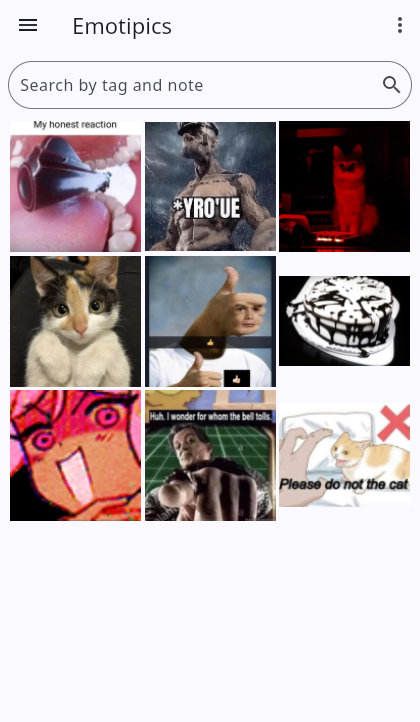 Emotipics
Search by tag and note
My honest reaction
*YRO'UE
Huh. I wonder for whom the bell tolls.
Please do not the cat